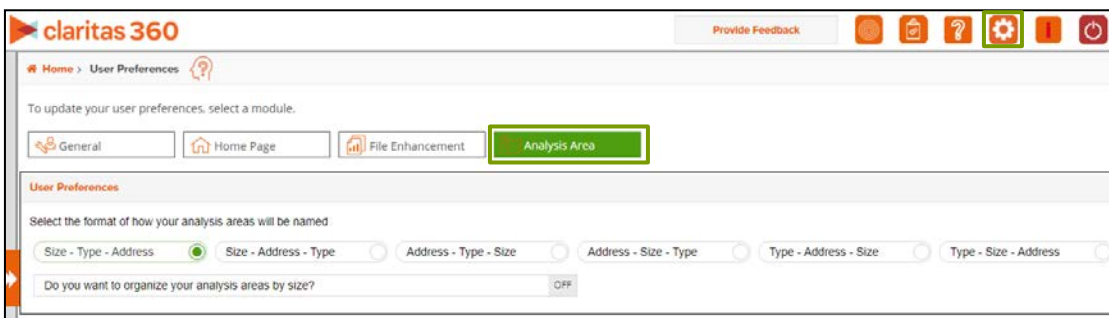 claritas 360
Provide Feedback
Home > User Preferences
To update your user preferences, select a module.
General Home Page File Enhancement Analysis Area
User Preferences
Select the format of how your analysis areas will be named
Size - Type - Address Size - Address - Type Address - Type - Size Address - Size - Type Type - Address - Size Type - Size - Address
Do you want to organize your analysis areas by size? OFF